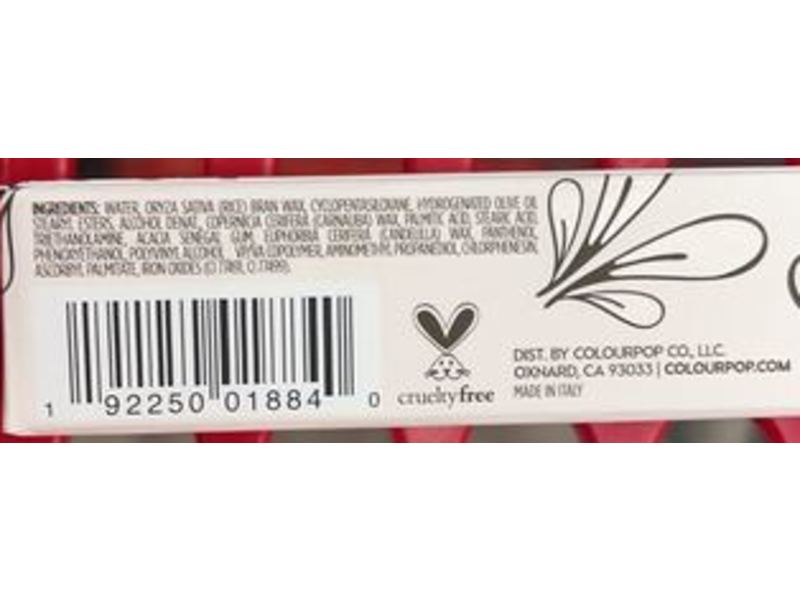 INGREDIENTS: WATER, ORYZA SATIVA (RICE) BRAN WAX, CYCLOPENTASILOXANE, HYDROGENATED OLIVE OIL
STEARYL ESTERS, ALCOHOL DENAT., COPERNICIA CERIFERA (CARNAUBA) WAX, PALMITIC ACID, STEARIC ACID,
TRIETHANOLAMINE, ACACIA SENEGAL GUM, EUPHORBIA CERIFERA (CANDELILLA) WAX, PANTHENOL,
PHENOXYETHANOL, POLYVINYL ALCOHOL, VP/VA COPOLYMER, AMINOMETHYL PROPANEDIOL, CHLORPHENESIN,
ASCORBYL PALMITATE, IRON OXIDES (CI 77491, CI 77499).
1 92250 01884 0
crueltyfree
DIST. BY COLOURPOP CO., LLC.
OXNARD, CA 93033 | COLOURPOP.COM
MADE IN ITALY